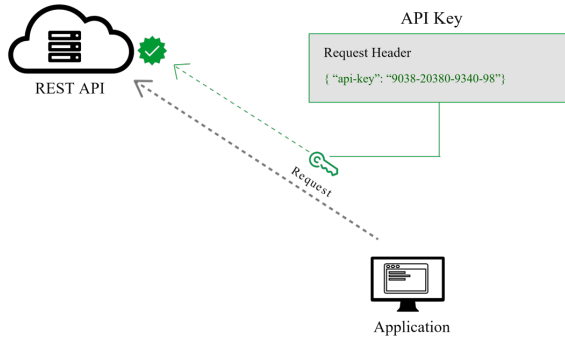 API Key
Request Header
{ “api-key”: “9038-20380-9340-98”}
REST API
Request
Application